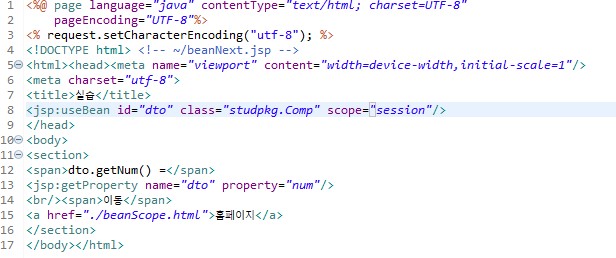 1 <%@ page language="java" contentType="text/html; charset=UTF-8"
2 pageEncoding="UTF-8"%>
3 <% request.setCharacterEncoding("utf-8"); %>
4 <!DOCTYPE html> <!-- ~/beanNext.jsp -->
5 <html><head><meta name="viewport" content="width=device-width,initial-scale=1"/>
6 <meta charset="utf-8">
7 <title>실습</title>
8 <jsp:useBean id="dto" class="studpkg.Comp" scope="session"/>
9 </head>
10 <body>
11 <section>
12 <span>dto.getNum() =</span>
13 <jsp:getProperty name="dto" property="num"/>
14 <br/><span>이동</span>
15 <a href="./beanScope.html">홈페이지</a>
16 </section>
17 </body></html>